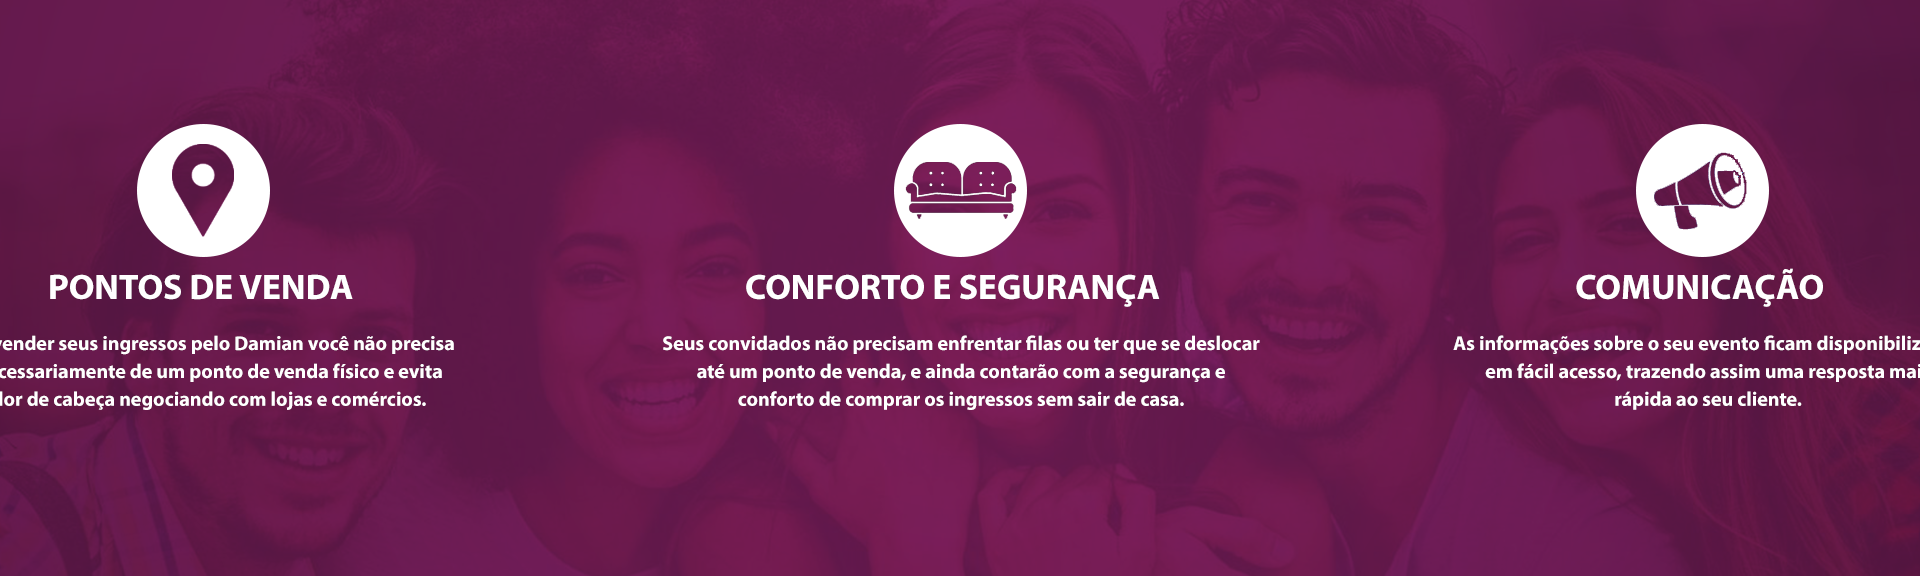 PONTOS DE VENDA
vender seus ingressos pelo Damian você não precisa
cessariamente de um ponto de venda físico e evita
dor de cabeça negociando com lojas e comércios.
CONFORTO E SEGURANÇA
Seus convidados não precisam enfrentar filas ou ter que se deslocar
até um ponto de venda, e ainda contarão com a segurança e
conforto de comprar os ingressos sem sair de casa.
COMUNICAÇÃO
As informações sobre o seu evento ficam disponibiliz
em fácil acesso, trazendo assim uma resposta mai
rápida ao seu cliente.